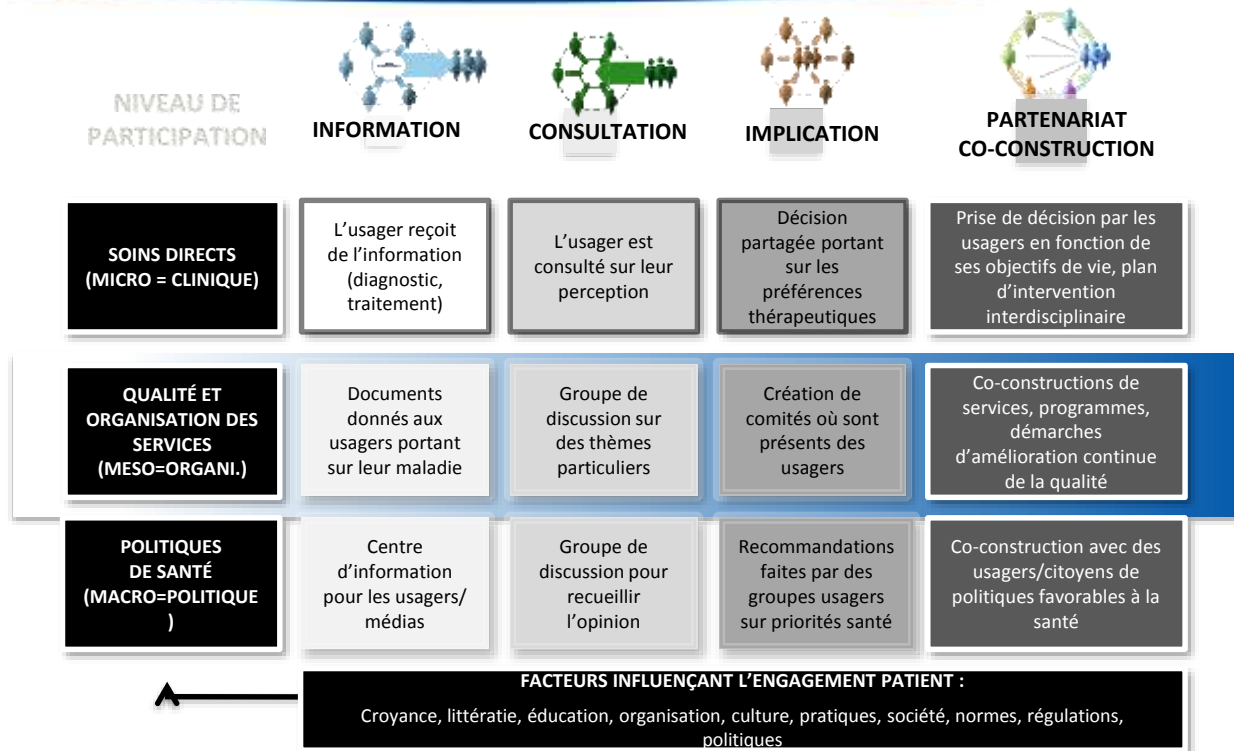 NIVEAU DE
PARTICIPATION
INFORMATION
CONSULTATION
IMPLICATION
PARTENARIAT
CO-CONSTRUCTION
SOINS DIRECTS
(MICRO = CLINIQUE)
L’usager reçoit
de l’information
(diagnostic,
traitement)
L’usager est
consulté sur leur
perception
Décision
partagée portant
sur les
préférences
thérapeutiques
Prise de décision par les
usagers en fonction de
ses objectifs de vie, plan
d’intervention
interdisciplinaire
QUALITÉ ET
ORGANISATION DES
SERVICES
(MESO=ORGANI.)
Documents
donnés aux
usagers portant
sur leur maladie
Groupe de
discussion sur
des thèmes
particuliers
Création de
comités où sont
présents des
usagers
Co-constructions de
services, programmes,
démarches
d’amélioration continue
de la qualité
POLITIQUES
DE SANTÉ
(MACRO=POLITIQUE
)
Centre
d’information
pour les usagers/
médias
Groupe de
discussion pour
recueillir
l’opinion
Recommandations
faites par des
groupes usagers
sur priorités santé
Co-construction avec des
usagers/citoyens de
politiques favorables à la
santé
FACTEURS INFLUENÇANT L’ENGAGEMENT PATIENT :
Croyance, littératie, éducation, organisation, culture, pratiques, société, normes, régulations,
politiques